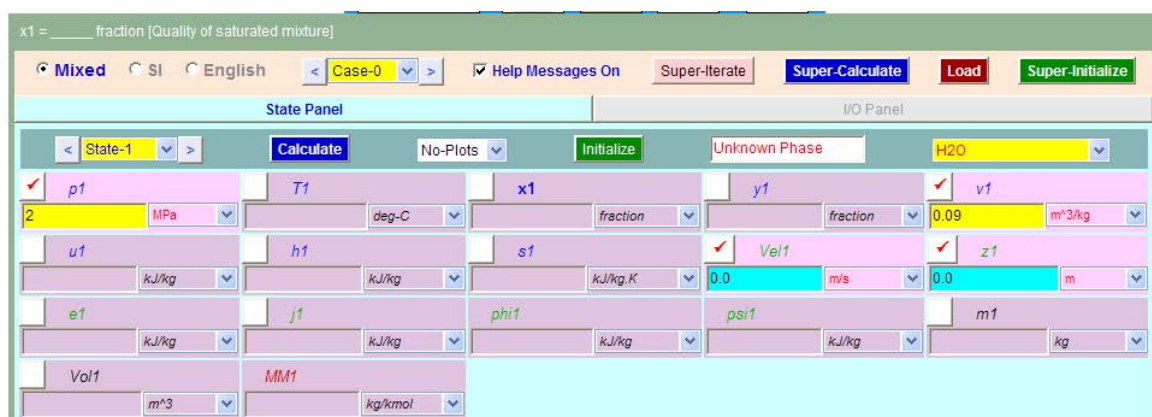 x1 = _____ fraction [Quality of saturated mixture]
Mixed SI English < Case-0 > Help Messages On Super-Iterate Super-Calculate Load Super-Initialize
State Panel I/O Panel
< State-1 > Calculate No-Plots Initialize Unknown Phase H2O
p1 T1 x1 y1 v1
2 MPa deg-C fraction fraction 0.09 m^3/kg
u1 h1 s1 Vel1 z1
kJ/kg kJ/kg kJ/kg.K 0.0 m/s 0.0 m
e1 j1 phi1 psi1 m1
kJ/kg kJ/kg kJ/kg kJ/kg kg
Vol1 MM1
m^3 kg/kmol